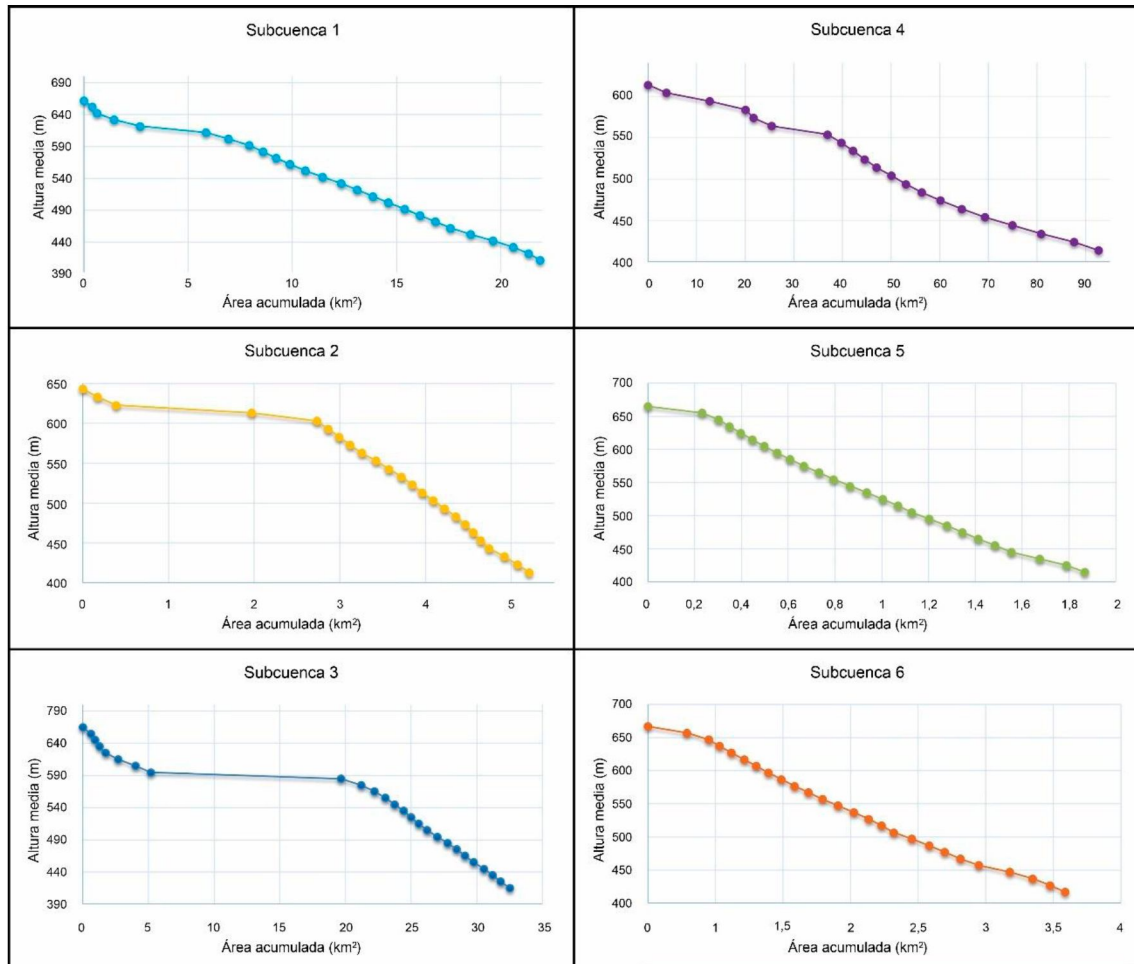 Subcuenca 1
Altura media (m)
690
640
590
540
490
440
390
0 5 10 15 20
Área acumulada (km²)
Subcuenca 4
Altura media (m)
600
550
500
450
400
0 10 20 30 40 50 60 70 80 90
Área acumulada (km²)
Subcuenca 2
Altura media (m)
650
600
550
500
450
400
0 1 2 3 4 5
Área acumulada (km²)
Subcuenca 5
Altura media (m)
700
650
600
550
500
450
400
0 0,2 0,4 0,6 0,8 1 1,2 1,4 1,6 1,8 2
Área acumulada (km²)
Subcuenca 3
Altura media (m)
790
740
690
640
590
540
490
440
390
0 5 10 15 20 25 30 35
Área acumulada (km²)
Subcuenca 6
Altura media (m)
700
650
600
550
500
450
400
0 1 1,5 2 2,5 3 3,5 4
Área acumulada (km²)